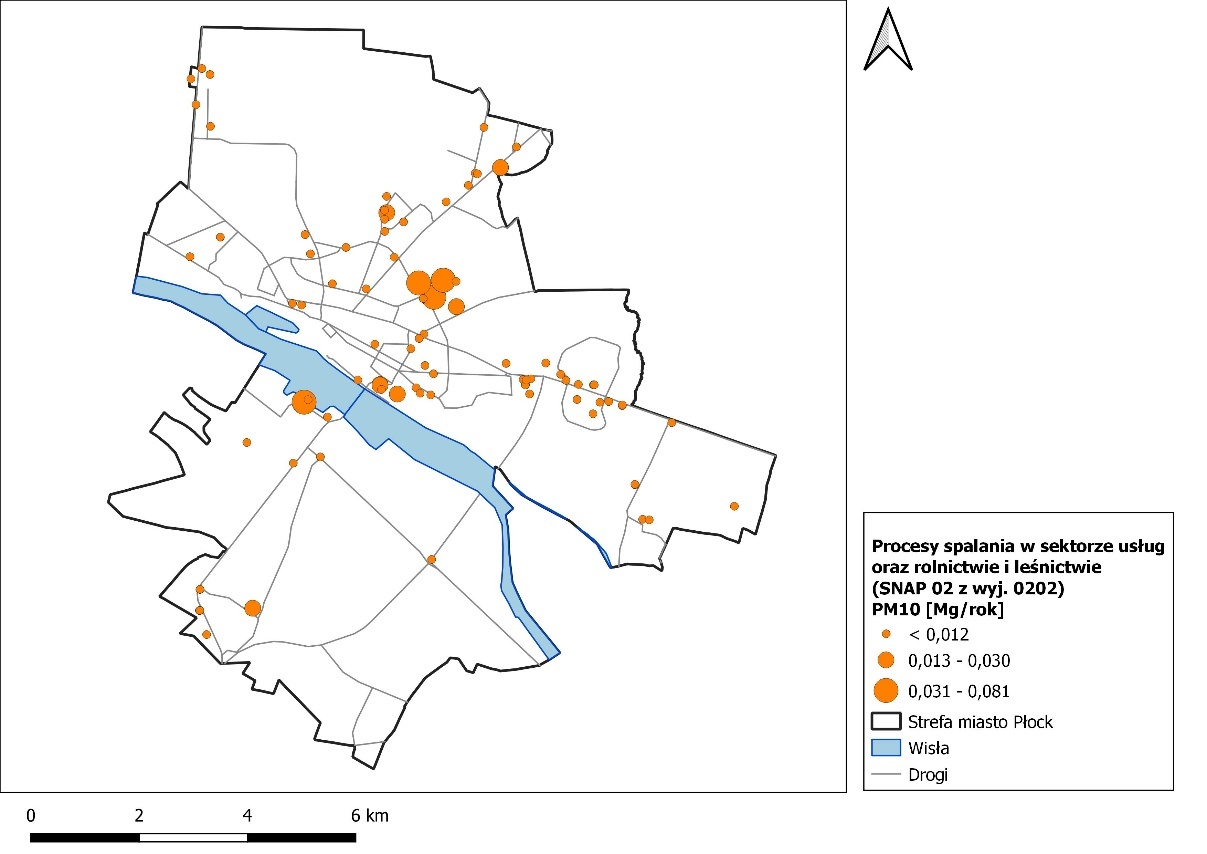 Procesy spalania w sektorze usług
oraz rolnictwie i leśnictwie
(SNAP 02 z wyj. 0202)
PM10 [Mg/rok]
< 0,012
0,013 - 0,030
0,031 - 0,081
Strefa miasto Płock
Wisła
Drogi
0 2 4 6 km